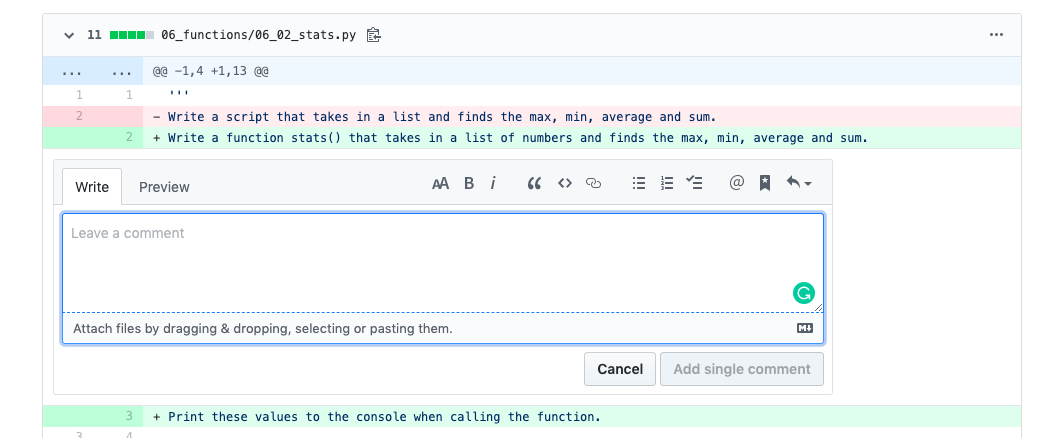 11 06_functions/06_02_stats.py
... ... @@ -1,4 +1,13 @@
1 1 '''
2 - Write a script that takes in a list and finds the max, min, average and sum.
2 + Write a function stats() that takes in a list of numbers and finds the max, min, average and sum.
Write Preview AA B i @
Leave a comment
Attach files by dragging & dropping, selecting or pasting them.
Cancel Add single comment
3 + Print these values to the console when calling the function.
3 4